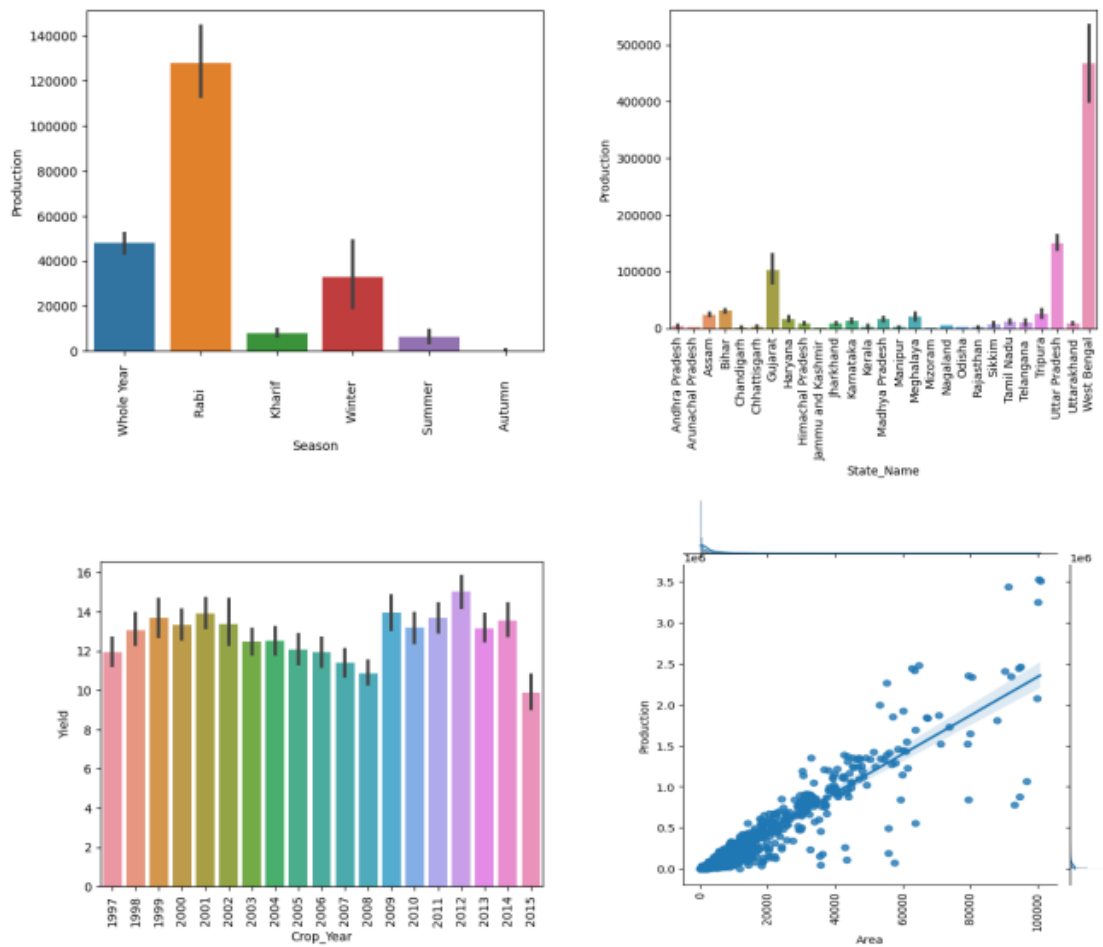 140000
120000
100000
80000
60000
40000
20000
0
Production
Whole Year
Rabi
Kharif
Winter
Summer
Autumn
Season
500000
400000
300000
200000
100000
0
Production
Andhra Pradesh
Arunachal Pradesh
Assam
Bihar
Chandigarh
Chhattisgarh
Gujarat
Haryana
Himachal Pradesh
Jammu and Kashmir
Jharkhand
Karnataka
Kerala
Madhya Pradesh
Manipur
Meghalaya
Mizoram
Nagaland
Odisha
Rajasthan
Sikkim
Tamil Nadu
Telangana
Tripura
Uttar Pradesh
Uttarakhand
West Bengal
State_Name
16
14
12
10
8
6
4
2
0
Yield
1997
1998
1999
2000
2001
2002
2003
2004
2005
2006
2007
2008
2009
2010
2011
2012
2013
2014
2015
Crop_Year
1e6
1e6
3.5
3.0
2.5
2.0
1.5
1.0
0.5
0.0
Production
0
20000
40000
60000
80000
100000
Area